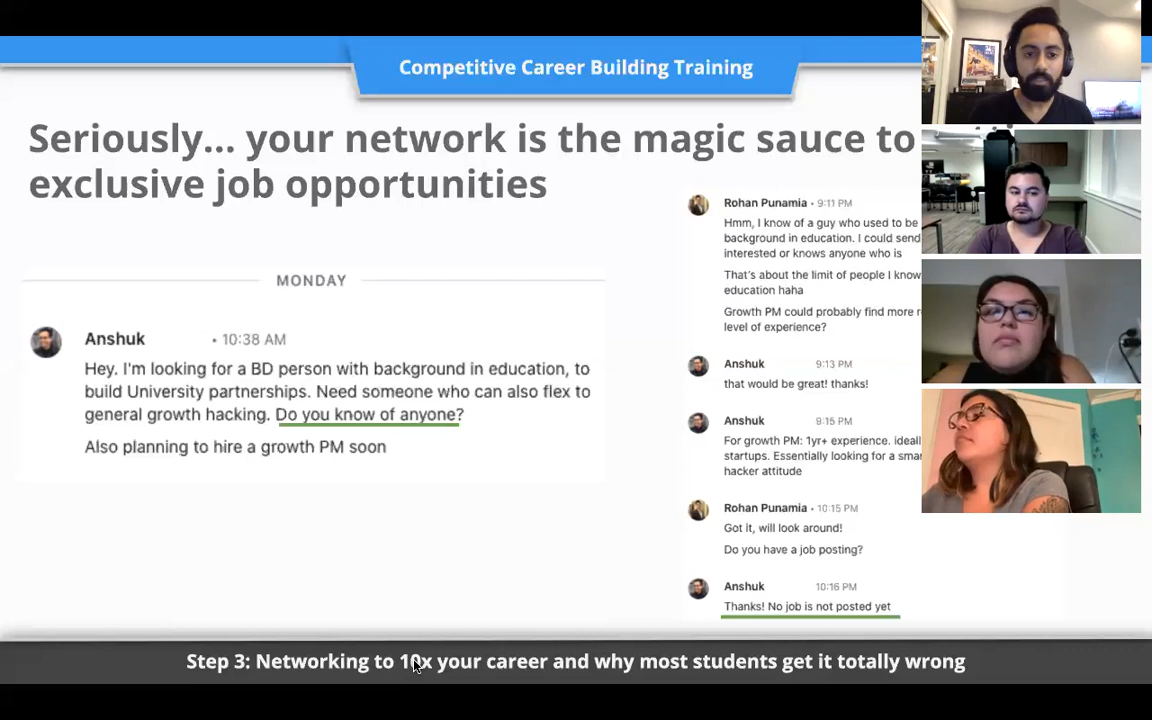 Competitive Career Building Training
Seriously... your network is the magic sauce to
exclusive job opportunities
MONDAY
Anshuk • 10:38 AM
Hey. I'm looking for a BD person with background in education, to
build University partnerships. Need someone who can also flex to
general growth hacking. Do you know of anyone?
Also planning to hire a growth PM soon
Rohan Punamia • 9:11 PM
Hmm, I know of a guy who used to be
background in education. I could send
interested or knows anyone who is
That's about the limit of people I know
education haha
Growth PM could probably find more
level of experience?
Anshuk 9:13 PM
that would be great! thanks!
Anshuk 9:15 PM
For growth PM: 1yr+ experience.
startups. Essentially looking for a
hacker attitude
Rohan Punamia • 10:15 PM
Got it, will look around!
Do you have a job posting?
Anshuk 10:16 PM
Thanks! No job is not posted yet
Step 3: Networking to 10x your career and why most students get it totally wrong